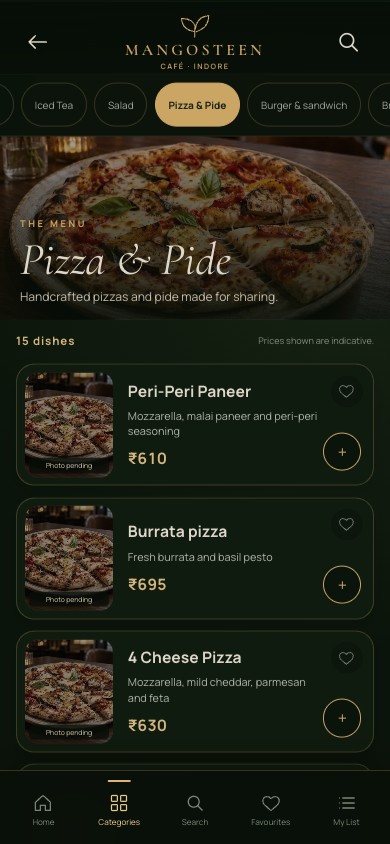 MANGOSTEEN
CAFÉ · INDORE
Iced Tea
Salad
Pizza & Pide
Burger & sandwich
THE MENU
Pizza & Pide
Handcrafted pizzas and pide made for sharing.
15 dishes
Prices shown are indicative.
Peri-Peri Paneer
Mozzarella, malai paneer and peri-peri
seasoning
₹610
Photo pending
+
Burrata pizza
Fresh burrata and basil pesto
₹695
Photo pending
+
4 Cheese Pizza
Mozzarella, mild cheddar, parmesan
and feta
₹630
Photo pending
+
Home
Categories
Search
Favourites
My List